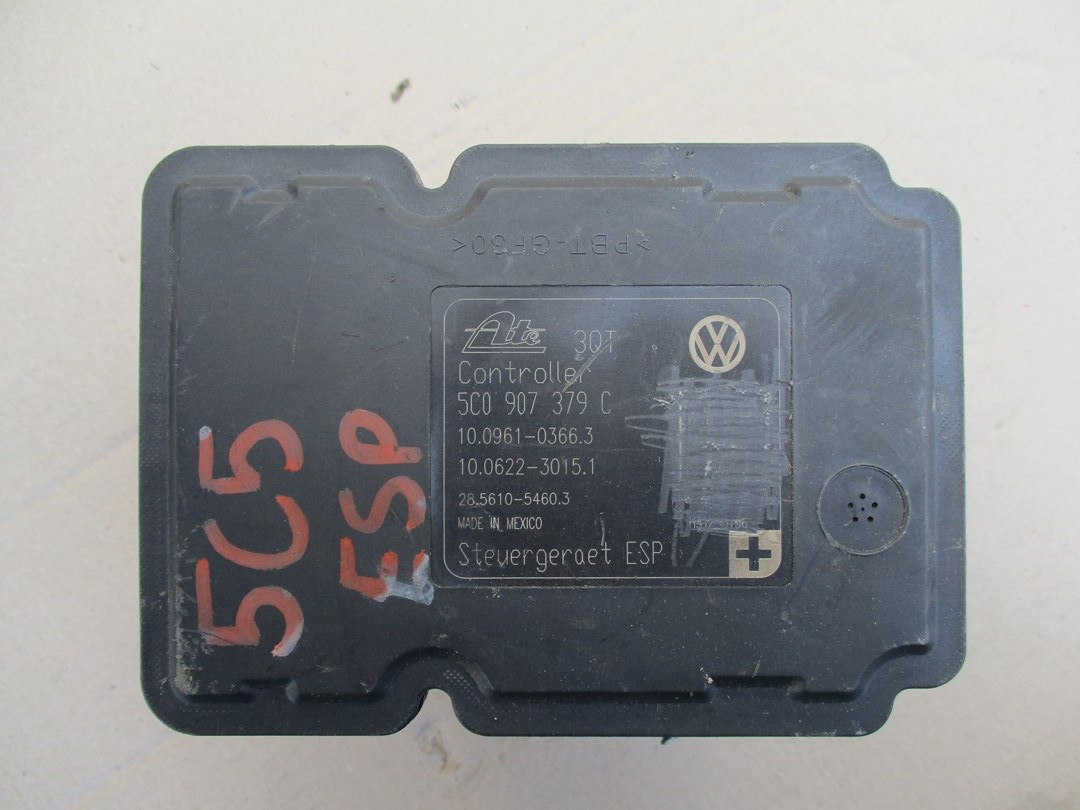 >PBT-GF30<
Ate 3QT
Controller
5C0 907 379 C
10.0961-0366.3
10.0622-3015.1
28.5610-5460.3
MADE IN MEXICO
Steuergeraet ESP
5C5
ESP